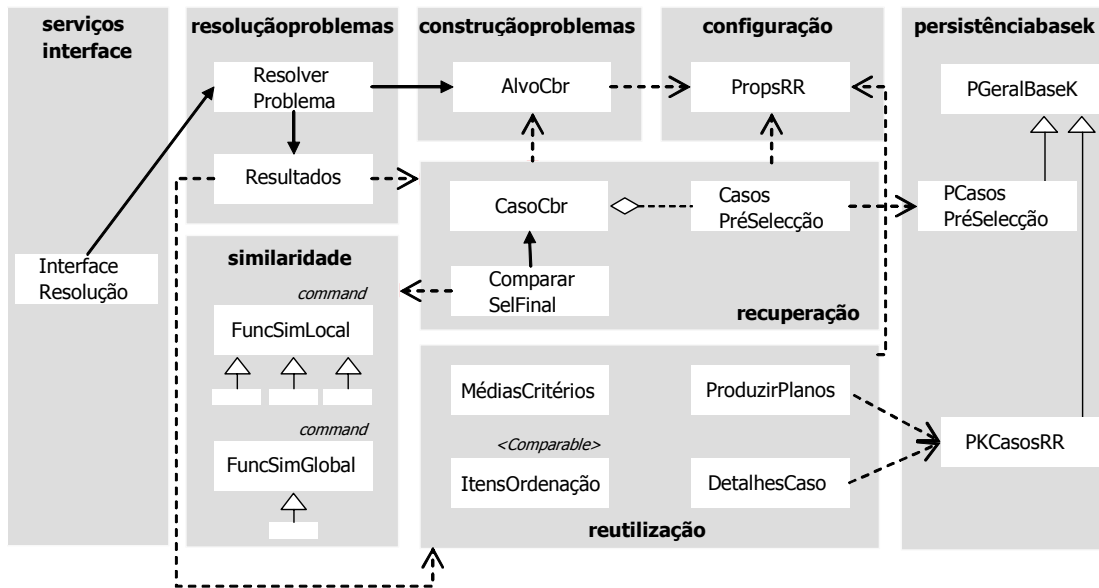 serviços
interface
Interface
Resolução
resoluçãoproblemas
Resolver
Problema
Resultados
similaridade
command
FuncSimLocal
command
FuncSimGlobal
construçãoproblemas
AlvoCbr
configuração
PropsRR
CasoCbr
Casos
PréSelecção
Comparar
SelFinal
recuperação
MédiasCritérios
ProduzirPlanos
<Comparable>
ItensOrdenação
DetalhesCaso
reutilização
persistênciabasek
PGeralBaseK
PCasos
PréSelecção
PKCasosRR